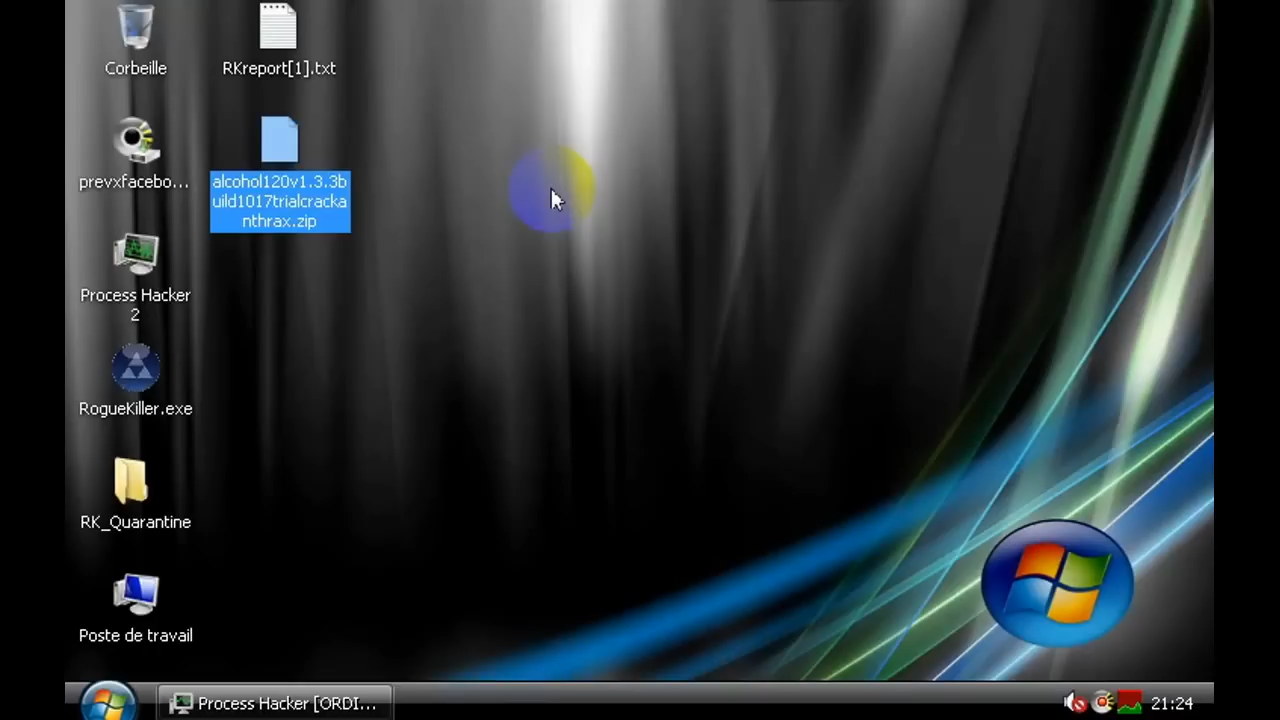 Corbeille
RKreport[1].txt
prevxfacebo...
alcohol120v1.3.3b
uild1017trialcracka
nthrax.zip
Process Hacker
2
RogueKiller.exe
RK_Quarantine
Poste de travail
Process Hacker [ORDI...
21:24